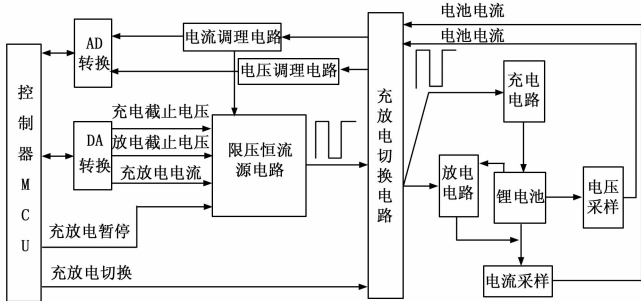 电池电流
电池电流
电流调理电路
AD
转换
电压调理电路
充电
电路
控制器MCU
充放电切换电路
充电截止电压
DA
转换
放电截止电压
充放电电流
限压恒流
源电路
放电
电路
锂电池
电压
采样
充放电暂停
充放电切换
电流采样